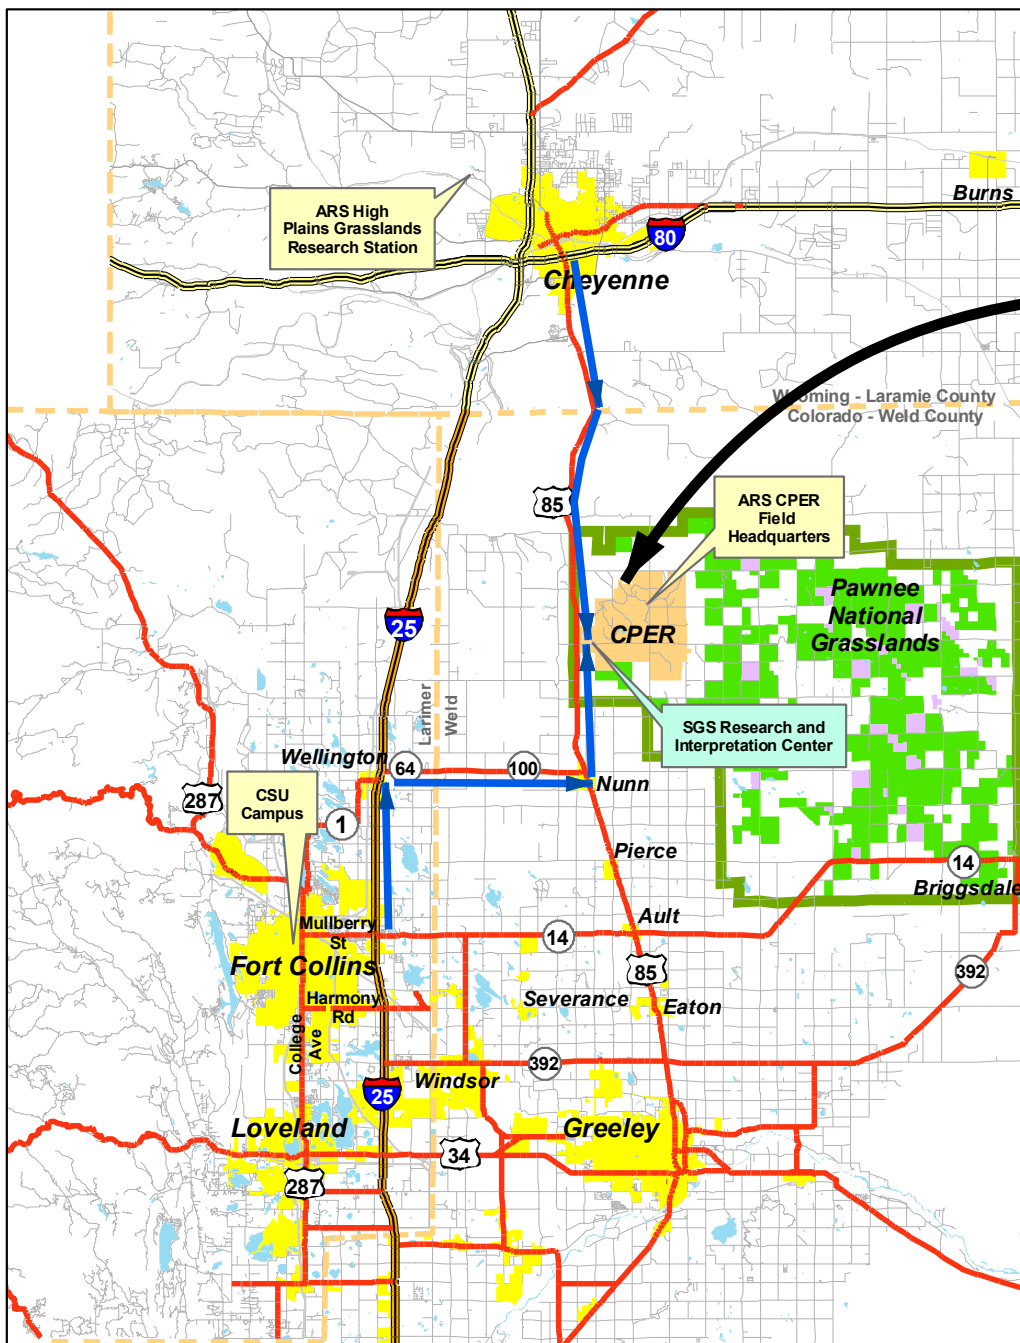 Burns
ARS High
Plains Grasslands
Research Station
80
Cheyenne
Wyoming - Laramie County
Colorado - Weld County
85
ARS CPER
Field
Headquarters
Pawnee
National
Grasslands
25
CPER
Larimer
Weld
SGS Research and
Interpretation Center
Wellington
64
100
Nunn
287
CSU
Campus
1
Pierce
14
Briggsdale
Ault
Mullberry
St
14
Fort Collins
85
392
Severance
Eaton
Harmony
Rd
College
Ave
392
Windsor
25
Loveland
Greeley
34
287